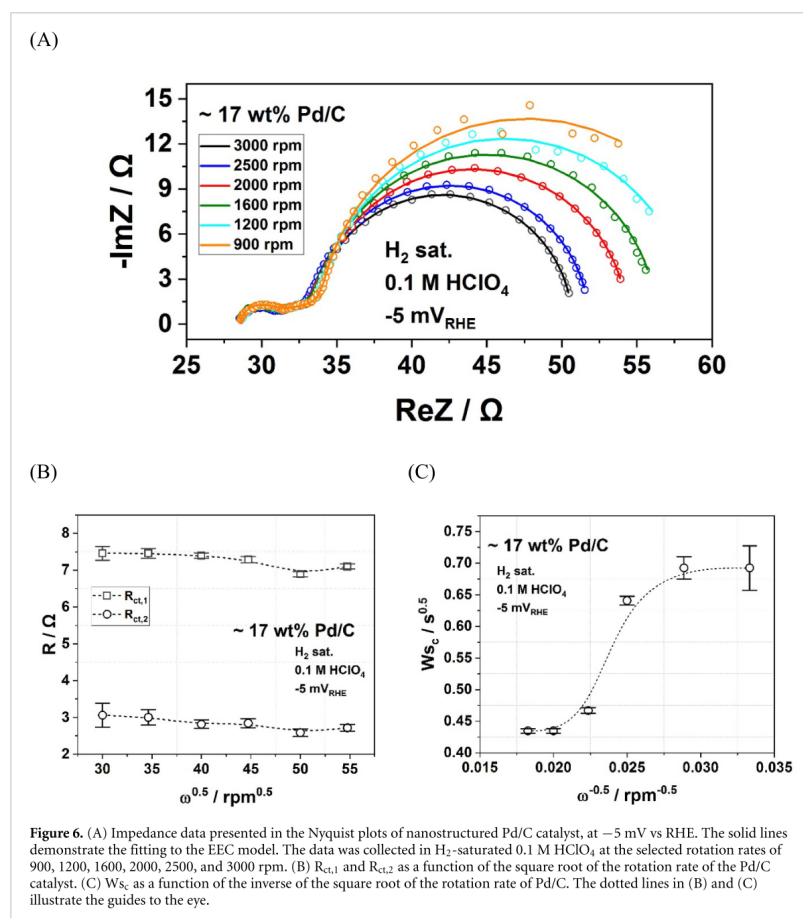 (A)
~ 17 wt% Pd/C
3000 rpm
2500 rpm
2000 rpm
1600 rpm
1200 rpm
900 rpm
H2 sat.
0.1 M HClO4
-5 mVRHE
-ImZ / Ω
15
12
9
6
3
0
25 30 35 40 45 50 55 60
ReZ / Ω
(B)
R / Ω
8
7
6
5
4
3
2
Rct,1
Rct,2
~ 17 wt% Pd/C
H2 sat.
0.1 M HClO4
-5 mVRHE
30 35 40 45 50 55
ω^0.5 / rpm^0.5
(C)
Wsc / s^0.5
0.75
0.70
0.65
0.60
0.55
0.50
0.45
0.40
~ 17 wt% Pd/C
H2 sat.
0.1 M HClO4
-5 mVRHE
0.015 0.020 0.025 0.030 0.035
ω^-0.5 / rpm^-0.5
Figure 6. (A) Impedance data presented in the Nyquist plots of nanostructured Pd/C catalyst, at −5 mV vs RHE. The solid lines
demonstrate the fitting to the EEC model. The data was collected in H2-saturated 0.1 M HClO4 at the selected rotation rates of
900, 1200, 1600, 2000, 2500, and 3000 rpm. (B) Rct,1 and Rct,2 as a function of the square root of the rotation rate of the Pd/C
catalyst. (C) Wsc as a function of the inverse of the square root of the rotation rate of Pd/C. The dotted lines in (B) and (C)
illustrate the guides to the eye.